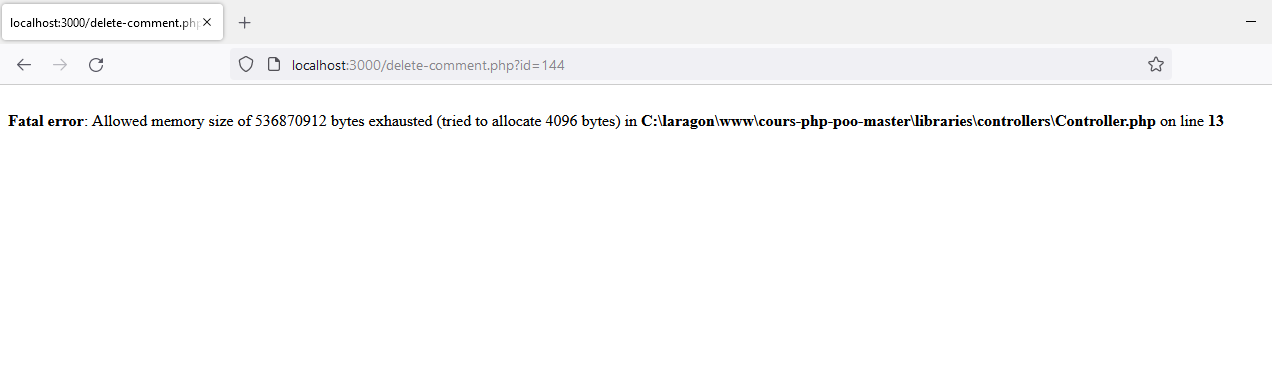 localhost:3000/delete-comment.php
localhost:3000/delete-comment.php?id=144
Fatal error: Allowed memory size of 536870912 bytes exhausted (tried to allocate 4096 bytes) in C:\laragon\www\cours-php-poo-master\libraries\controllers\Controller.php on line 13